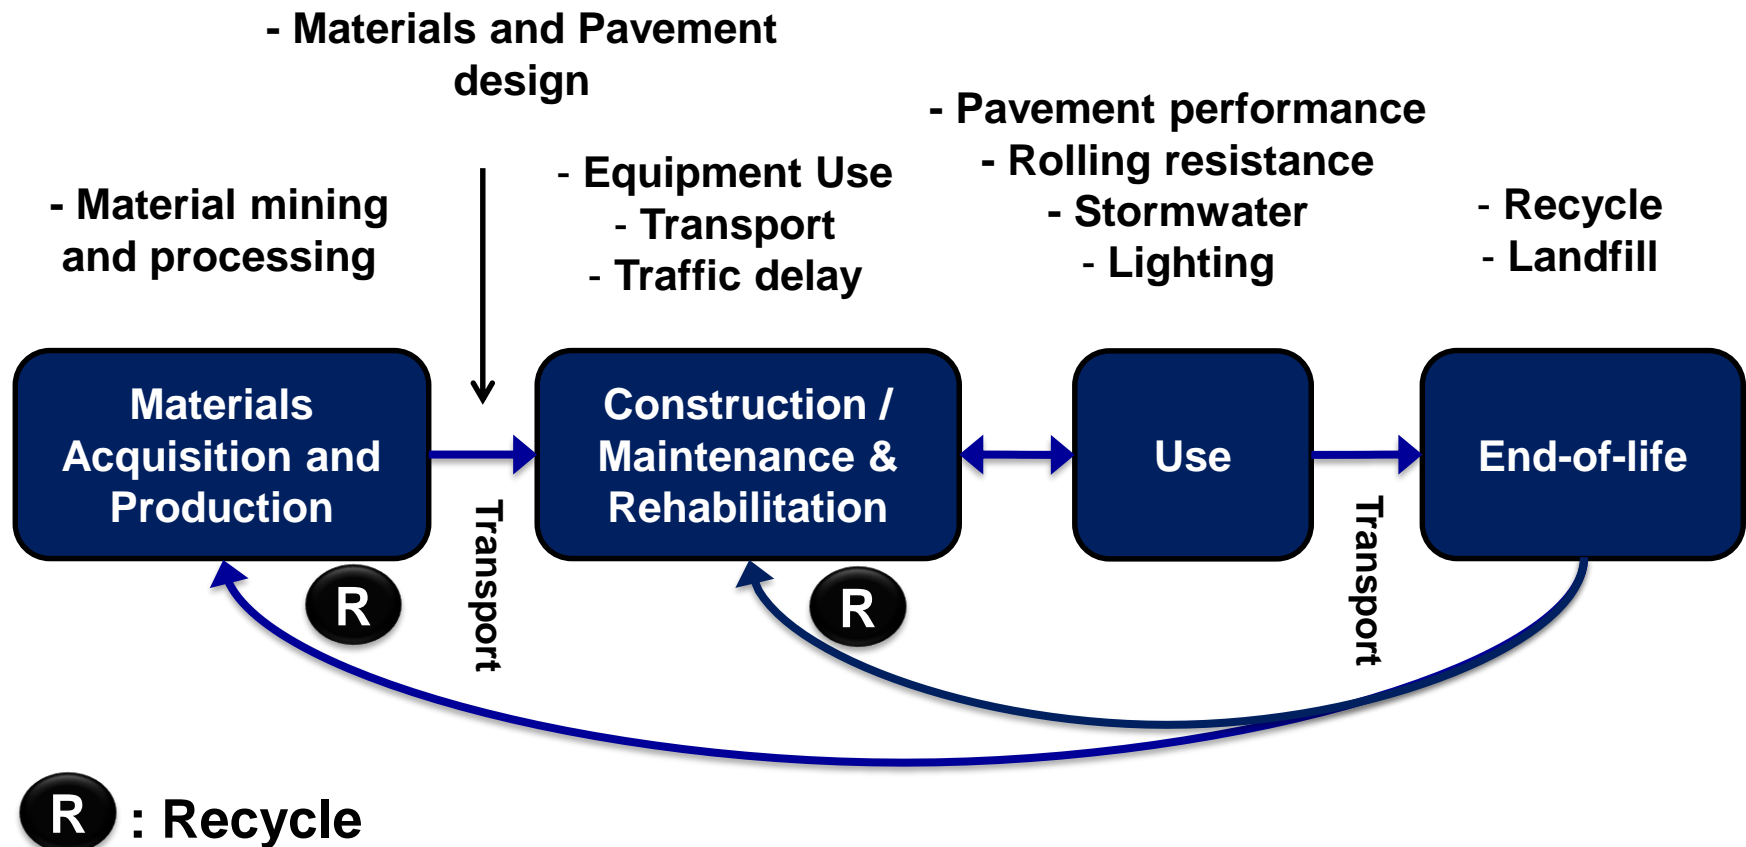 - Materials and Pavement
design
- Material mining
and processing
- Equipment Use
- Transport
- Traffic delay
- Pavement performance
- Rolling resistance
- Stormwater
- Lighting
- Recycle
- Landfill
Materials
Acquisition and
Production
Transport
Construction /
Maintenance &
Rehabilitation
Use
Transport
End-of-life
R
R
R : Recycle